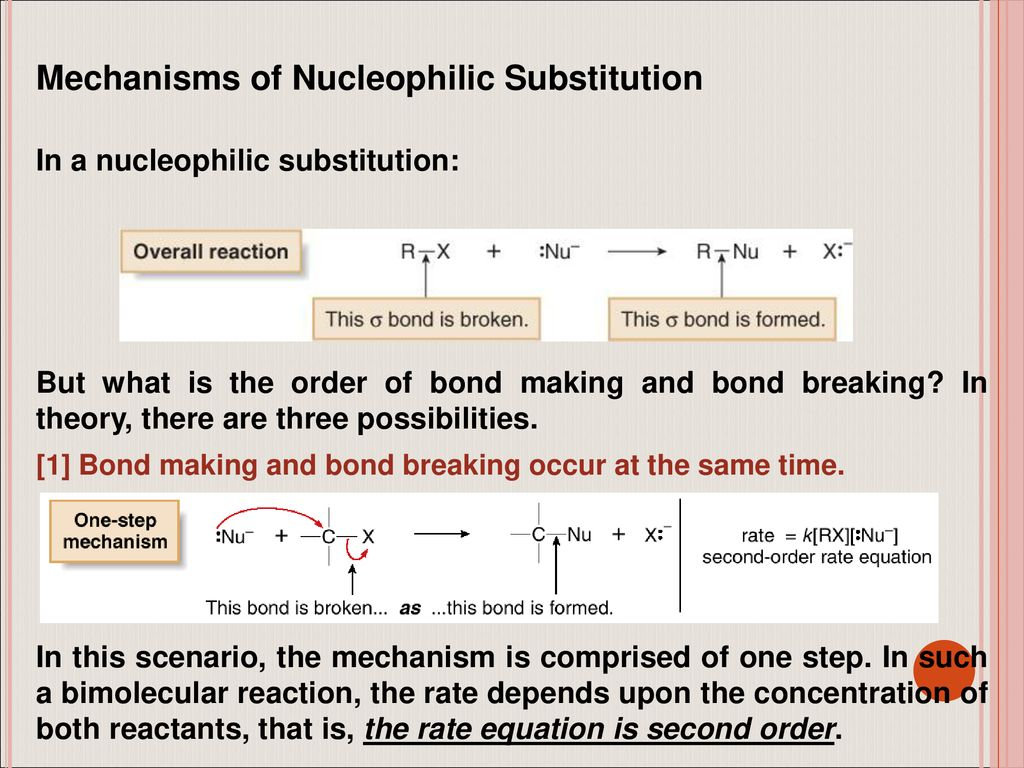 Mechanisms of Nucleophilic Substitution
In a nucleophilic substitution:
Overall reaction
R–X + :Nu⁻ → R–Nu + X:⁻
This σ bond is broken. This σ bond is formed.
But what is the order of bond making and bond breaking? In
theory, there are three possibilities.
[1] Bond making and bond breaking occur at the same time.
One-step
mechanism
:Nu⁻ + –C–X → –C–Nu + X:⁻
rate = k[RX][:Nu⁻]
second-order rate equation
This bond is broken... as ...this bond is formed.
In this scenario, the mechanism is comprised of one step. In such
a bimolecular reaction, the rate depends upon the concentration of
both reactants, that is, the rate equation is second order.